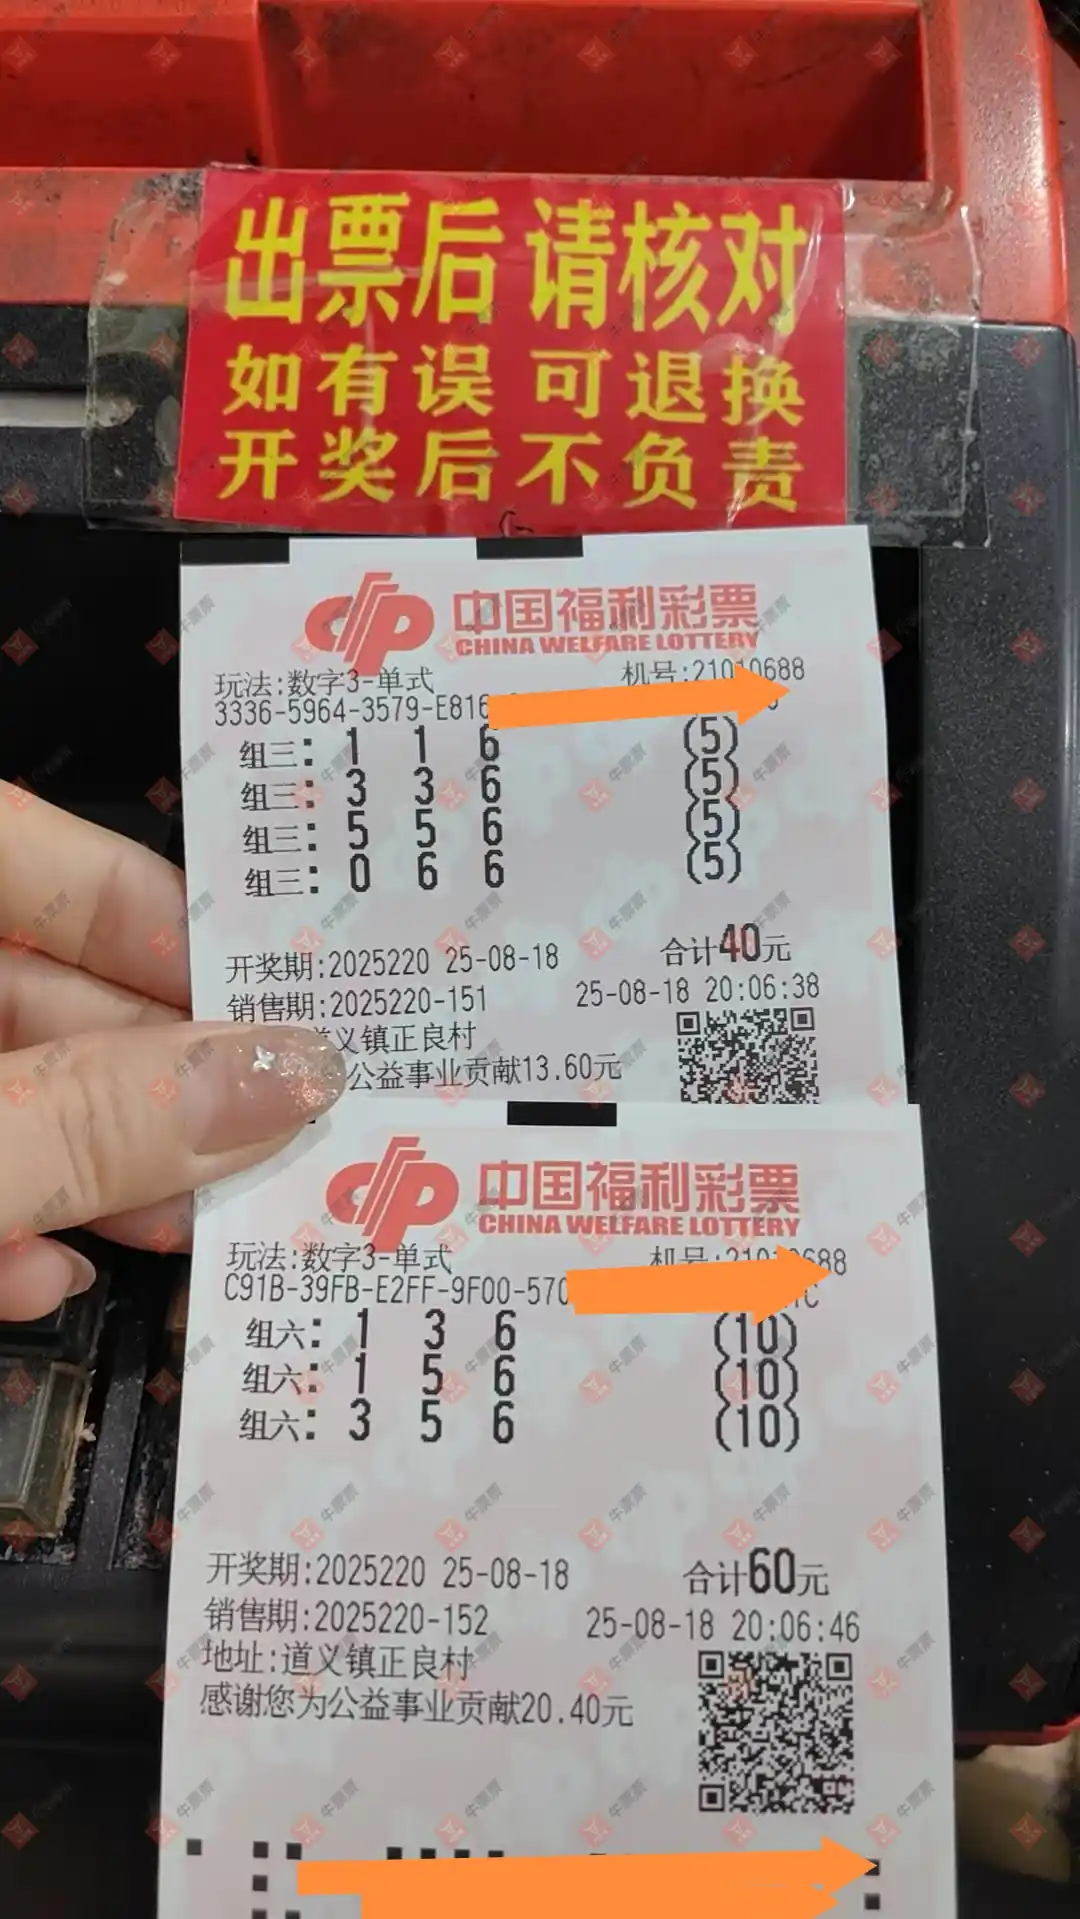 出票后 请核对
如有误 可退换
开奖后不负责
中国福利彩票
CHINA WELFARE LOTTERY
玩法:数字3-单式 机号:21010688
3336-5964-3579-E816
组三: 1 1 6 (5)
组三: 3 3 6 (5)
组三: 5 5 6 (5)
组三: 0 6 6 (5)
开奖期:2025220 25-08-18 合计40元
销售期:2025220-151 25-08-18 20:06:38
义镇正良村
公益事业贡献13.60元
中国福利彩票
CHINA WELFARE LOTTERY
玩法:数字3-单式 机号:21010688
C91B-39FB-E2FF-9F00-570
组六: 1 3 6 (10)
组六: 1 5 6 (10)
组六: 3 5 6 (10)
开奖期:2025220 25-08-18 合计60元
销售期:2025220-152 25-08-18 20:06:46
地址:道义镇正良村
感谢您为公益事业贡献20.40元
牛票票